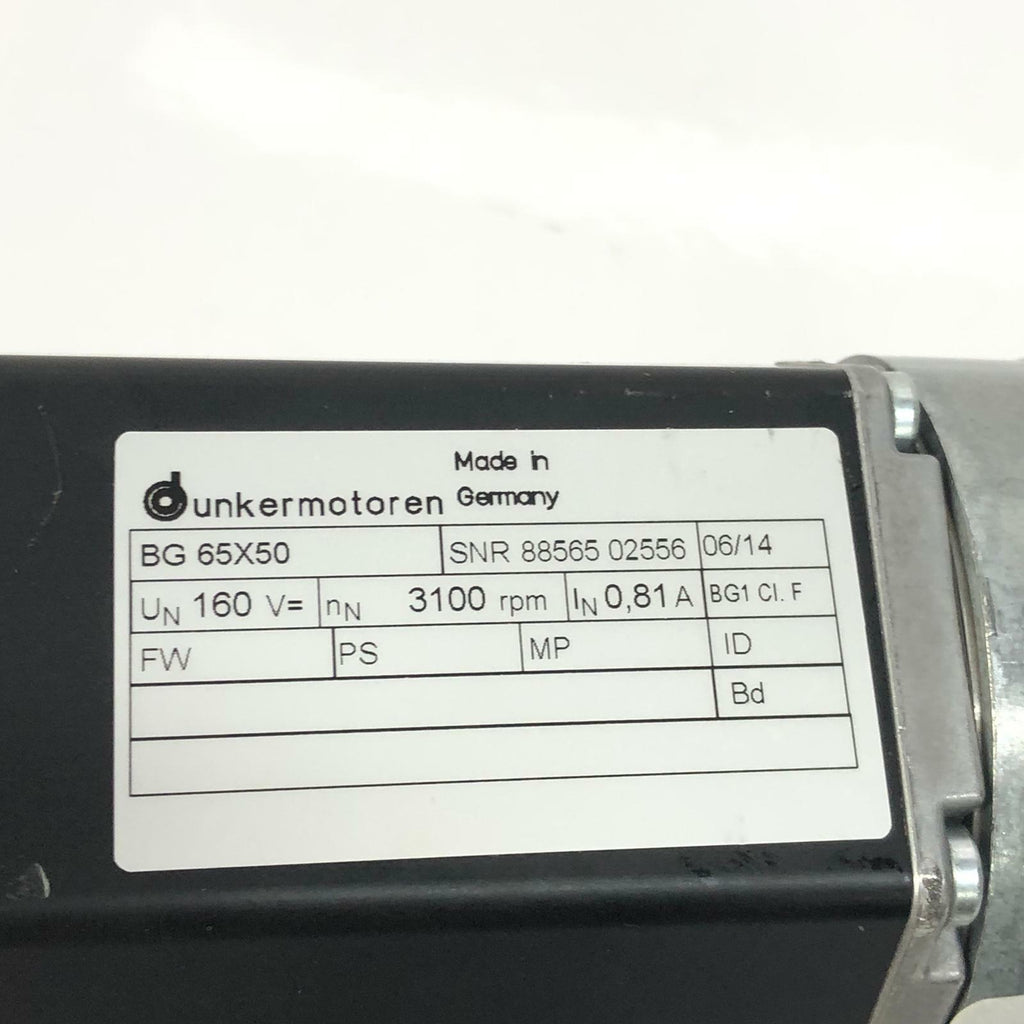 Made in
dunkermotoren Germany
BG 65X50 SNR 88565 02556 06/14
UN 160 V= nN 3100 rpm IN 0,81 A BG1 Cl. F
FW PS MP ID
Bd